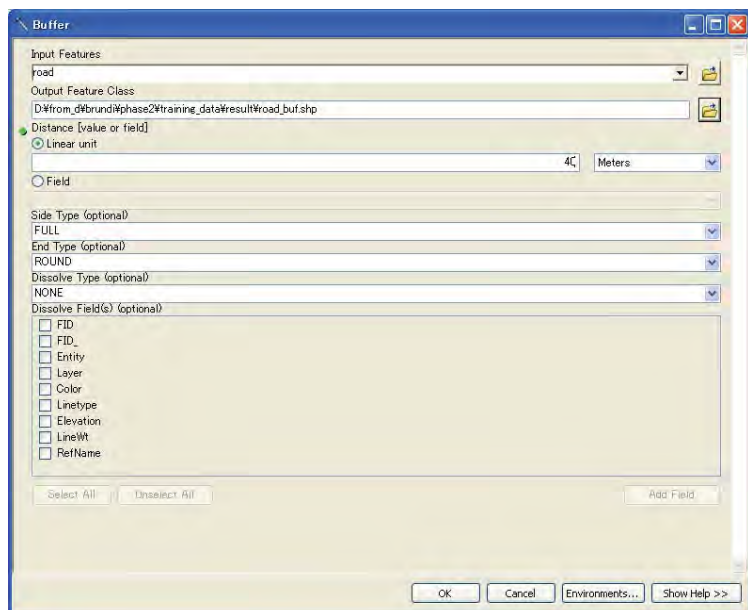 Buffer
Input Features
road
Output Feature Class
D:¥from_d¥brundi¥phase2¥training_data¥result¥road_buf.shp
Distance [value or field]
Linear unit
Meters
Field
Side Type (optional)
FULL
End Type (optional)
ROUND
Dissolve Type (optional)
NONE
Dissolve Field(s) (optional)
FID
FID_
Entity
Layer
Color
Linetype
Elevation
LineWt
RefName
Select All
Unselect All
Add Field
OK
Cancel
Environments...
Show Help >>